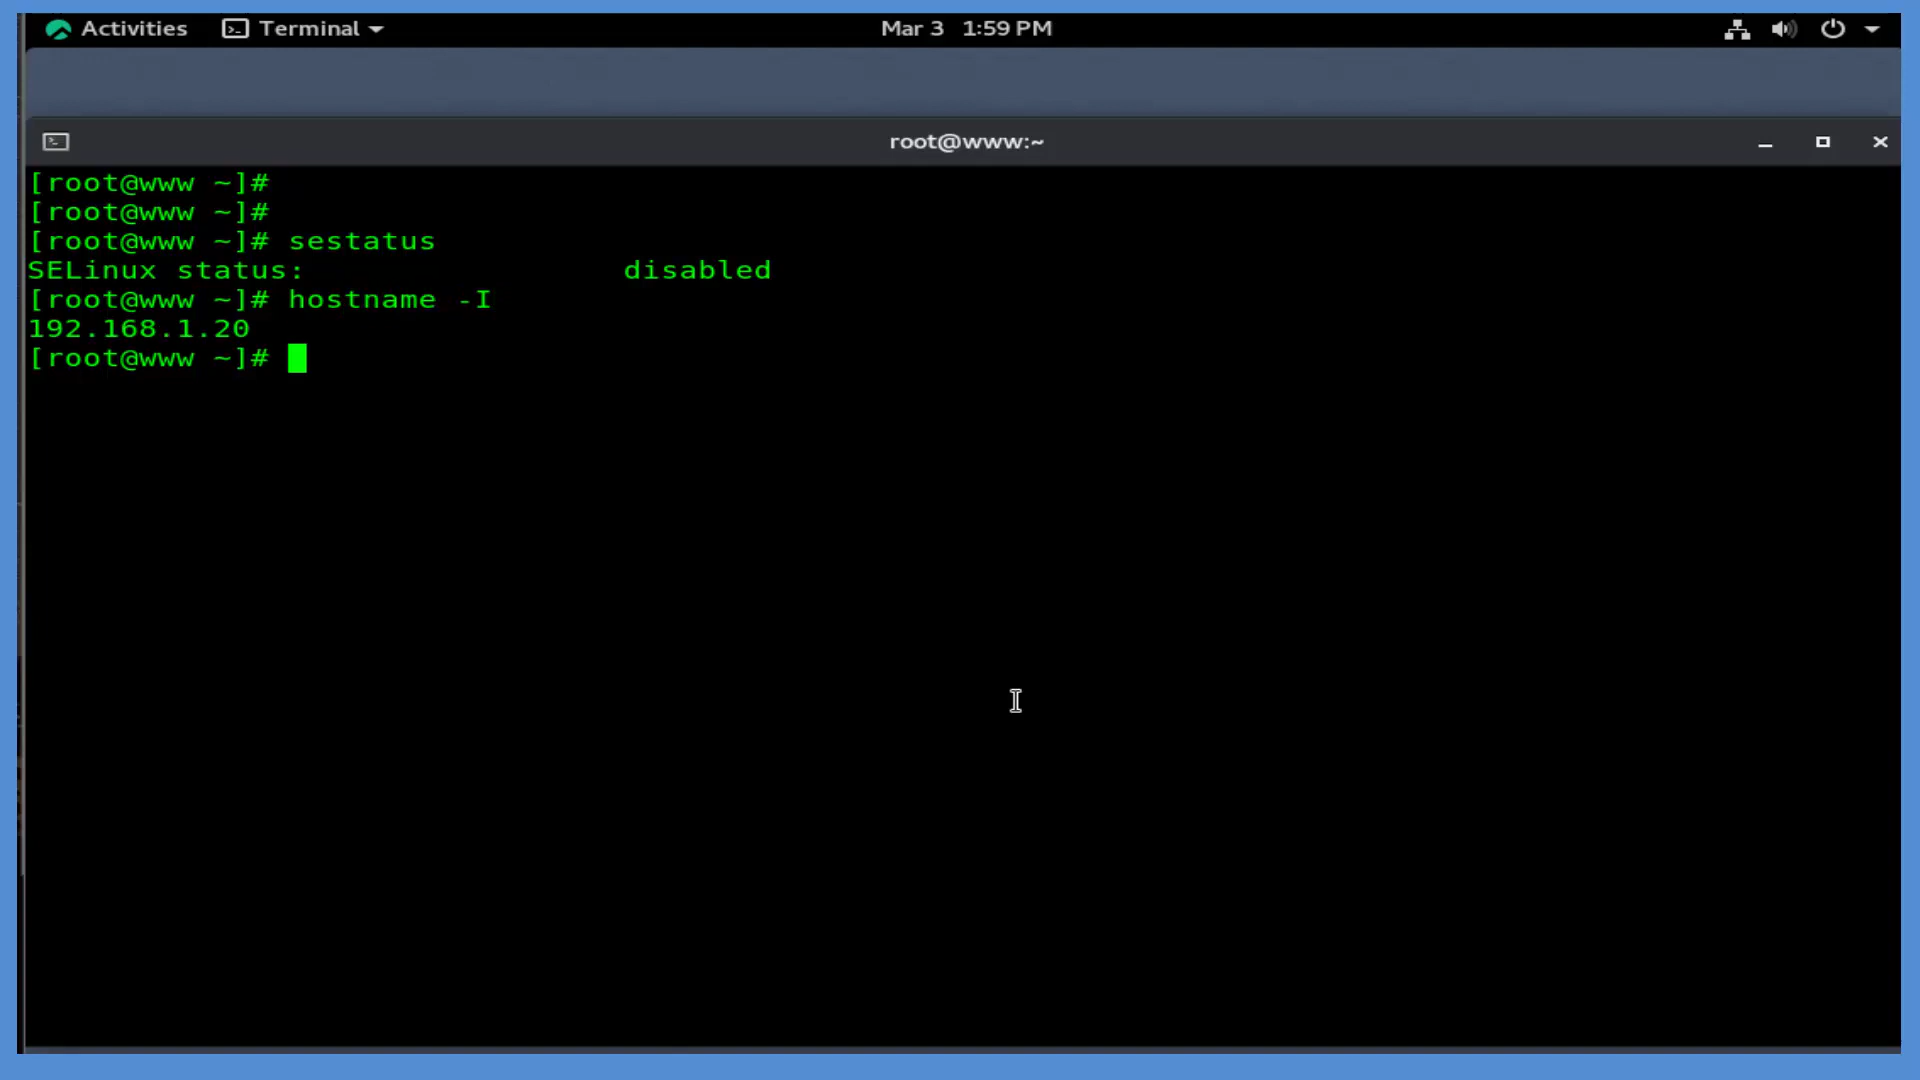 Activities Terminal Mar 3 1:59 PM
root@www:~
[root@www ~]#
[root@www ~]#
[root@www ~]# sestatus
SELinux status: disabled
[root@www ~]# hostname -I
192.168.1.20
[root@www ~]#